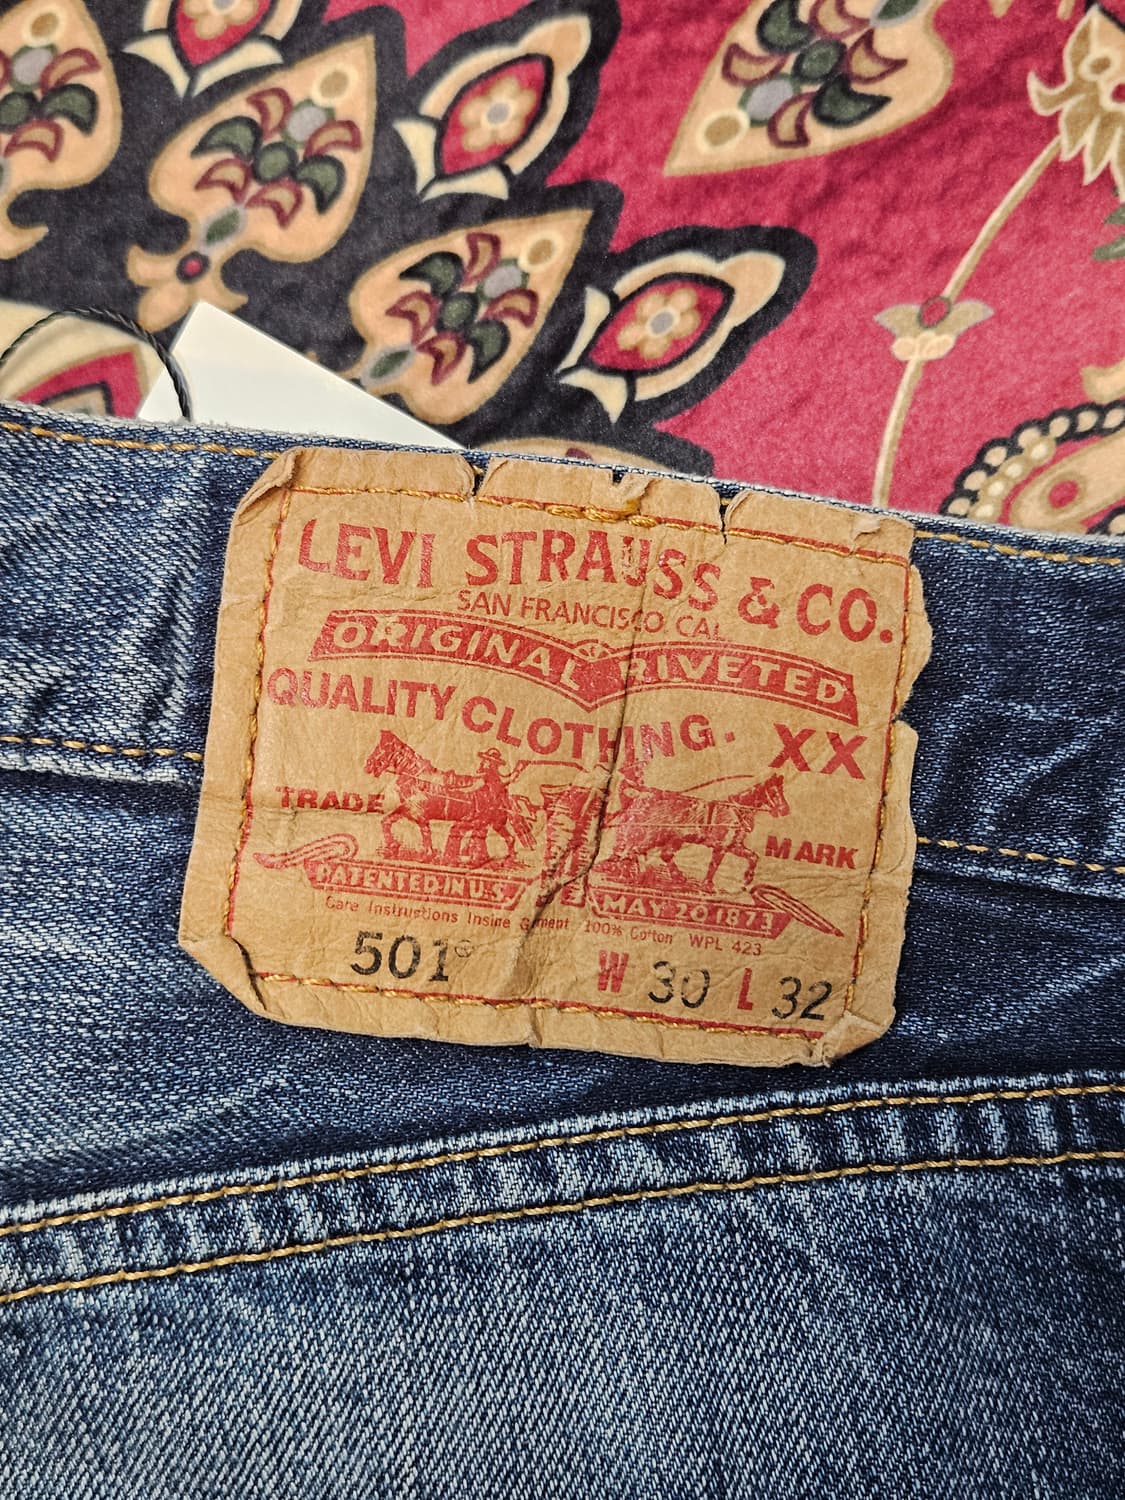 LEVI STRAUSS & CO.
SAN FRANCISCO, CAL.
ORIGINAL RIVETED
QUALITY CLOTHING. XX
TRADE MARK
PATENTED IN U.S. MAY 20 1873
Care Instructions Inside 100% Cotton WPL 423
501® W 30 L 32